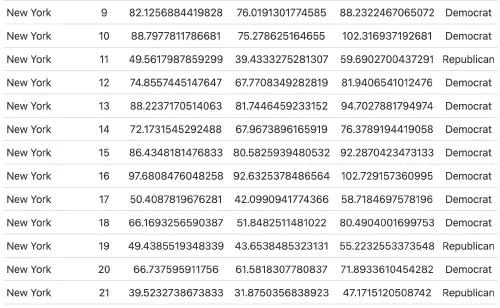 New York 9 82.1256884419828 76.0191301774585 88.2322467065072 Democrat
New York 10 88.7977811786681 75.278625164655 102.316937192681 Democrat
New York 11 49.5617987859299 39.4333275281307 59.6902700437291 Republican
New York 12 74.8557445147647 67.7708349282819 81.9406541012476 Democrat
New York 13 88.2237170514063 81.7446459233152 94.7027881794974 Democrat
New York 14 72.1731545292488 67.9673896165919 76.3789194419058 Democrat
New York 15 86.4348181476833 80.5825939480532 92.2870423473133 Democrat
New York 16 97.6808476048258 92.6325378486564 102.729157360995 Democrat
New York 17 50.4087819676281 42.0990941774366 58.7184697578196 Democrat
New York 18 66.1693256590387 51.8482511481022 80.4904001699753 Democrat
New York 19 49.4385519348339 43.6538485323131 55.2232553373548 Republican
New York 20 66.737595911756 61.5818307780837 71.8933610454282 Democrat
New York 21 39.5232738673833 31.8750356838923 47.1715120508742 Republican